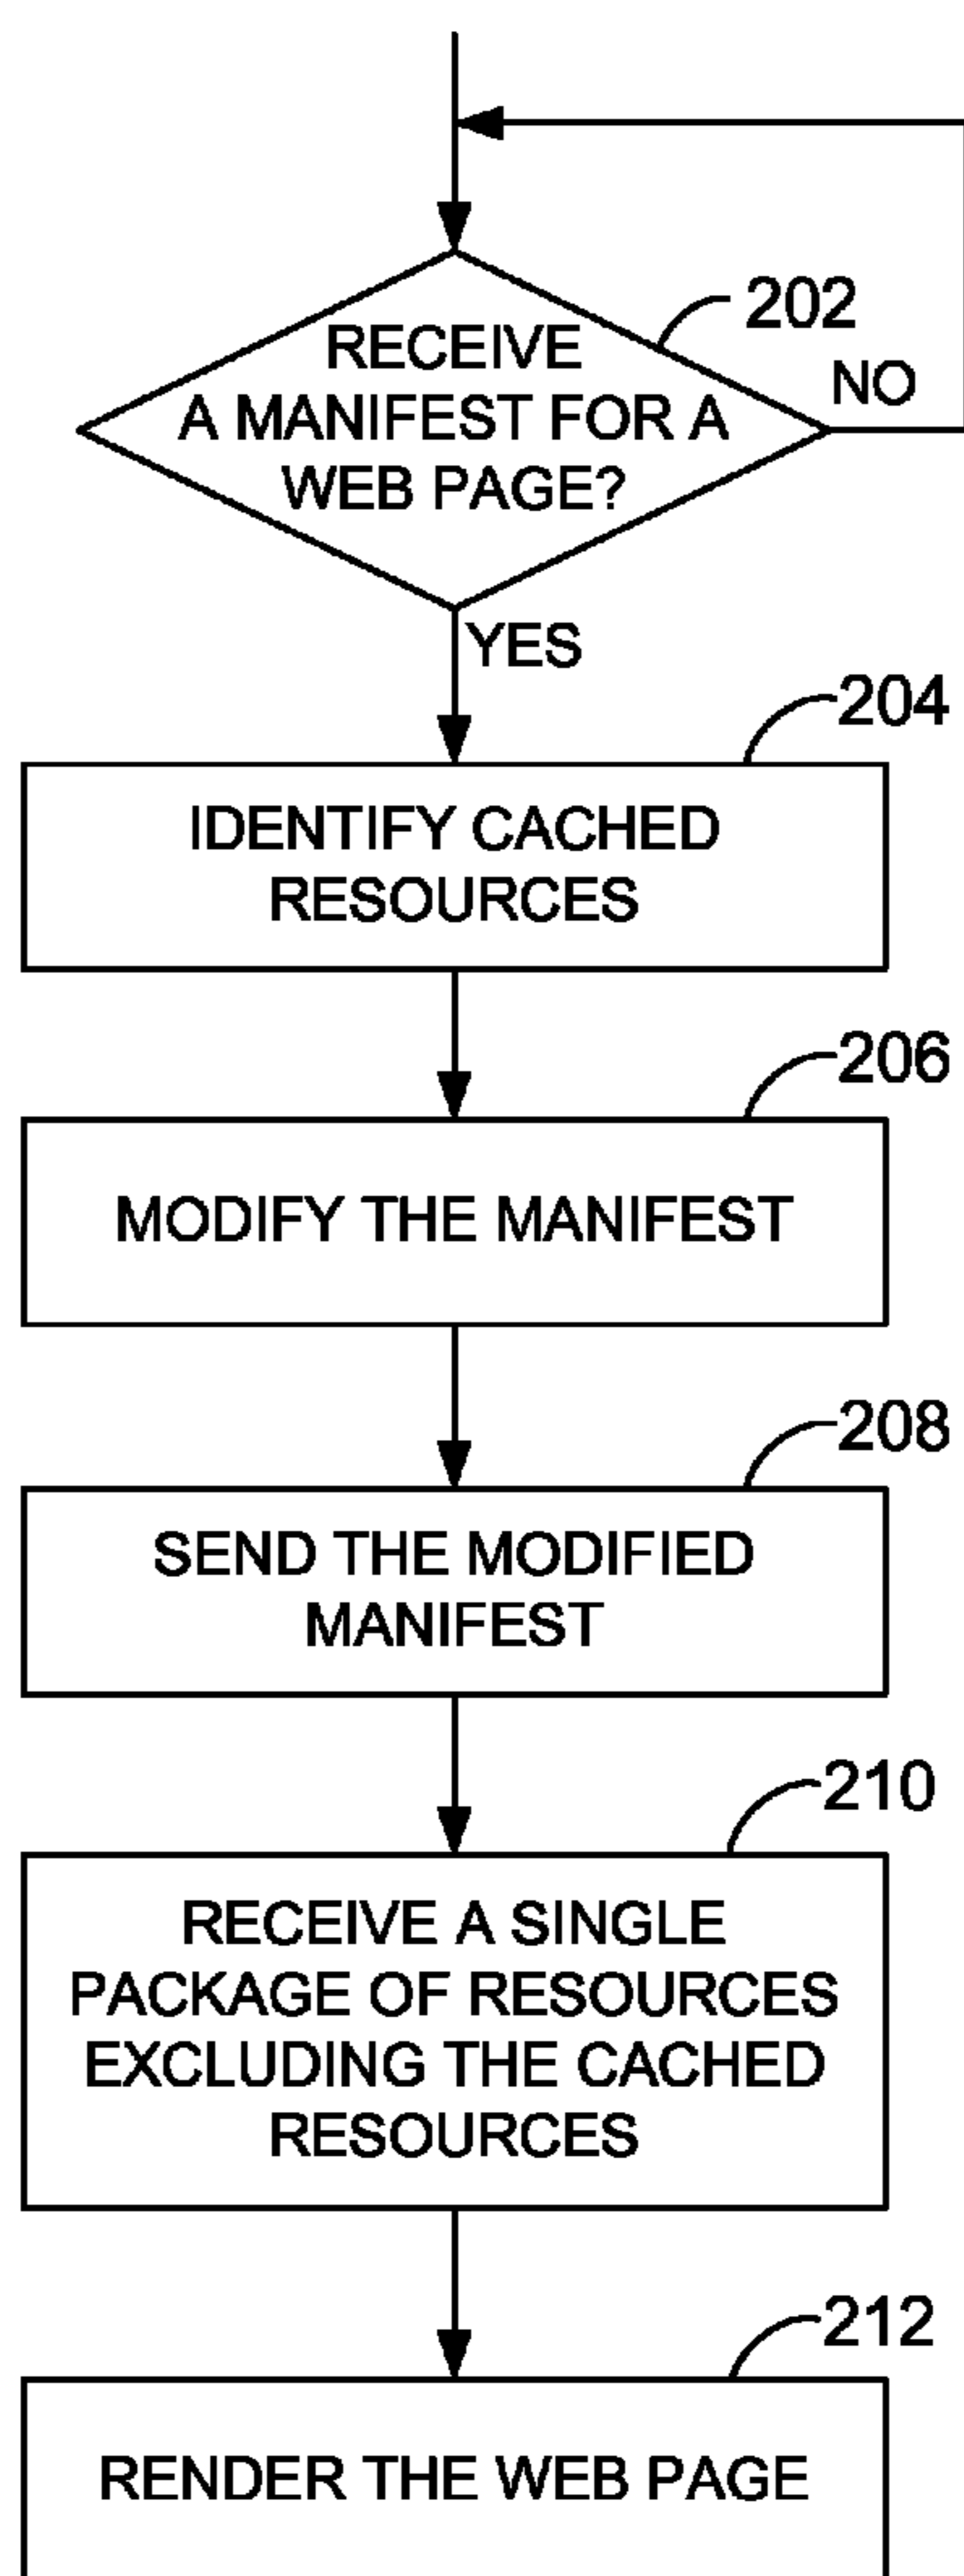 202
RECEIVE
A MANIFEST FOR A
WEB PAGE?
NO
YES
204
IDENTIFY CACHED
RESOURCES
206
MODIFY THE MANIFEST
208
SEND THE MODIFIED
MANIFEST
210
RECEIVE A SINGLE
PACKAGE OF RESOURCES
EXCLUDING THE CACHED
RESOURCES
212
RENDER THE WEB PAGE